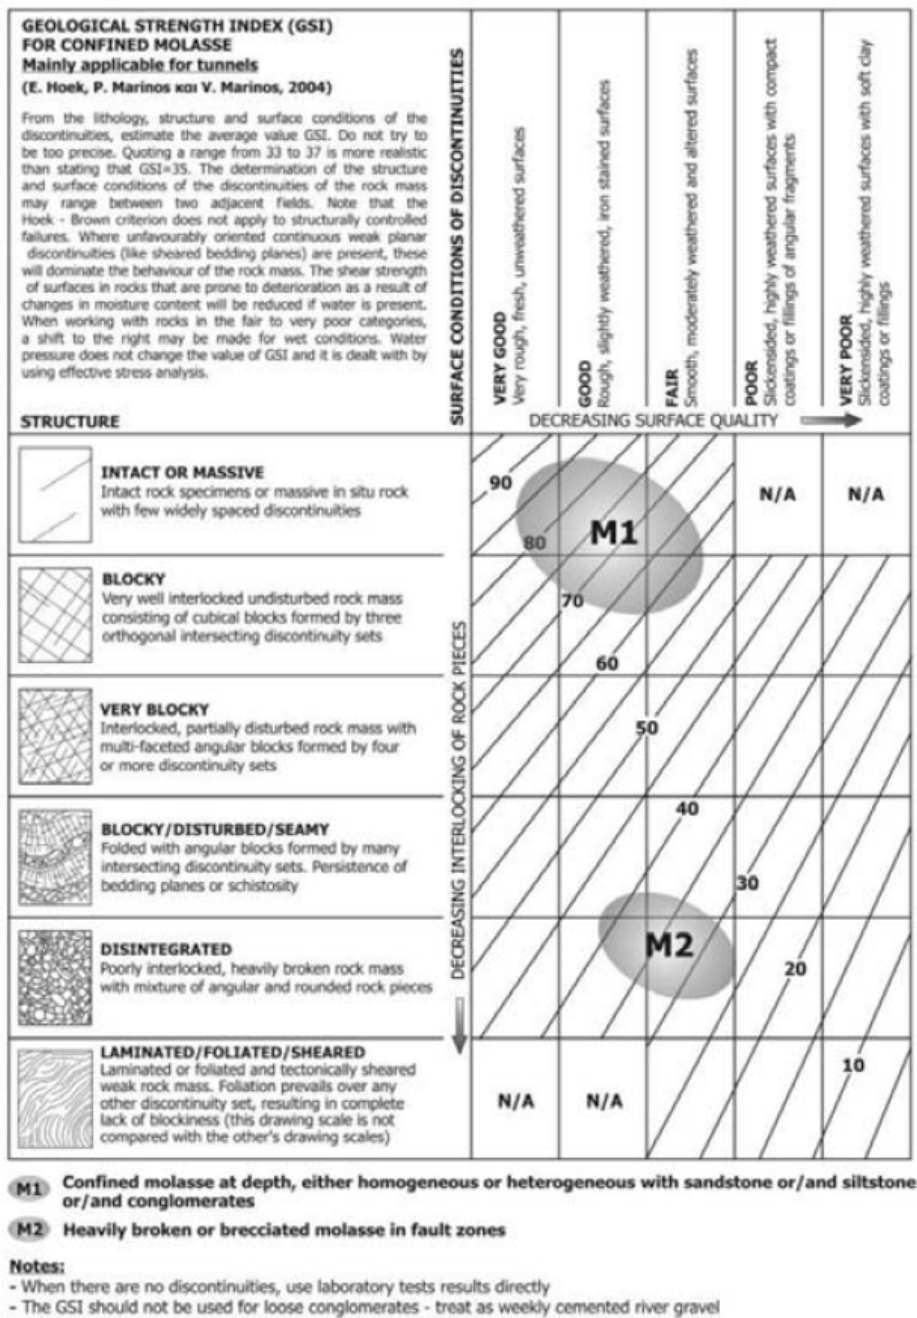 GEOLOGICAL STRENGTH INDEX (GSI)
FOR CONFINED MOLASSE
Mainly applicable for tunnels
(E. Hoek, P. Marinos και V. Marinos, 2004)
From the lithology, structure and surface conditions of the
discontinuities, estimate the average value GSI. Do not try to
be too precise. Quoting a range from 33 to 37 is more realistic
than stating that GSI=35. The determination of the structure
and surface conditions of the discontinuities of the rock mass
may range between two adjacent fields. Note that the
Hoek - Brown criterion does not apply to structurally controlled
failures. Where unfavourably oriented continuous weak planar
discontinuities (like sheared bedding planes) are present, these
will dominate the behaviour of the rock mass. The shear strength
of surfaces in rocks that are prone to deterioration as a result of
changes in moisture content will be reduced if water is present.
When working with rocks in the fair to very poor categories,
a shift to the right may be made for wet conditions. Water
pressure does not change the value of GSI and it is dealt with by
using effective stress analysis.
STRUCTURE
SURFACE CONDITIONS OF DISCONTINUITIES
VERY GOOD
Very rough, fresh, unweathered surfaces
GOOD
Rough, slightly weathered, iron stained surfaces
FAIR
Smooth, moderately weathered and altered surfaces
POOR
Slickensided, highly weathered surfaces with compact
coatings or fillings of angular fragments
VERY POOR
Slickensided, highly weathered surfaces with soft clay
coatings or fillings
DECREASING SURFACE QUALITY
INTACT OR MASSIVE
Intact rock specimens or massive in situ rock
with few widely spaced discontinuities
BLOCKY
Very well interlocked undisturbed rock mass
consisting of cubical blocks formed by three
orthogonal intersecting discontinuity sets
VERY BLOCKY
Interlocked, partially disturbed rock mass with
multi-faceted angular blocks formed by four
or more discontinuity sets
BLOCKY/DISTURBED/SEAMY
Folded with angular blocks formed by many
intersecting discontinuity sets. Persistence of
bedding planes or schistosity
DISINTEGRATED
Poorly interlocked, heavily broken rock mass
with mixture of angular and rounded rock pieces
LAMINATED/FOLIATED/SHEARED
Laminated or foliated and tectonically sheared
weak rock mass. Foliation prevails over any
other discontinuity set, resulting in complete
lack of blockiness (this drawing scale is not
compared with the other's drawing scales)
DECREASING INTERLOCKING OF ROCK PIECES
90
N/A
N/A
M1
80
70
60
50
40
30
M2
20
10
N/A
N/A
M1 Confined molasse at depth, either homogeneous or heterogeneous with sandstone or/and siltstone
or/and conglomerates
M2 Heavily broken or brecciated molasse in fault zones
Notes:
- When there are no discontinuities, use laboratory tests results directly
- The GSI should not be used for loose conglomerates - treat as weekly cemented river gravel